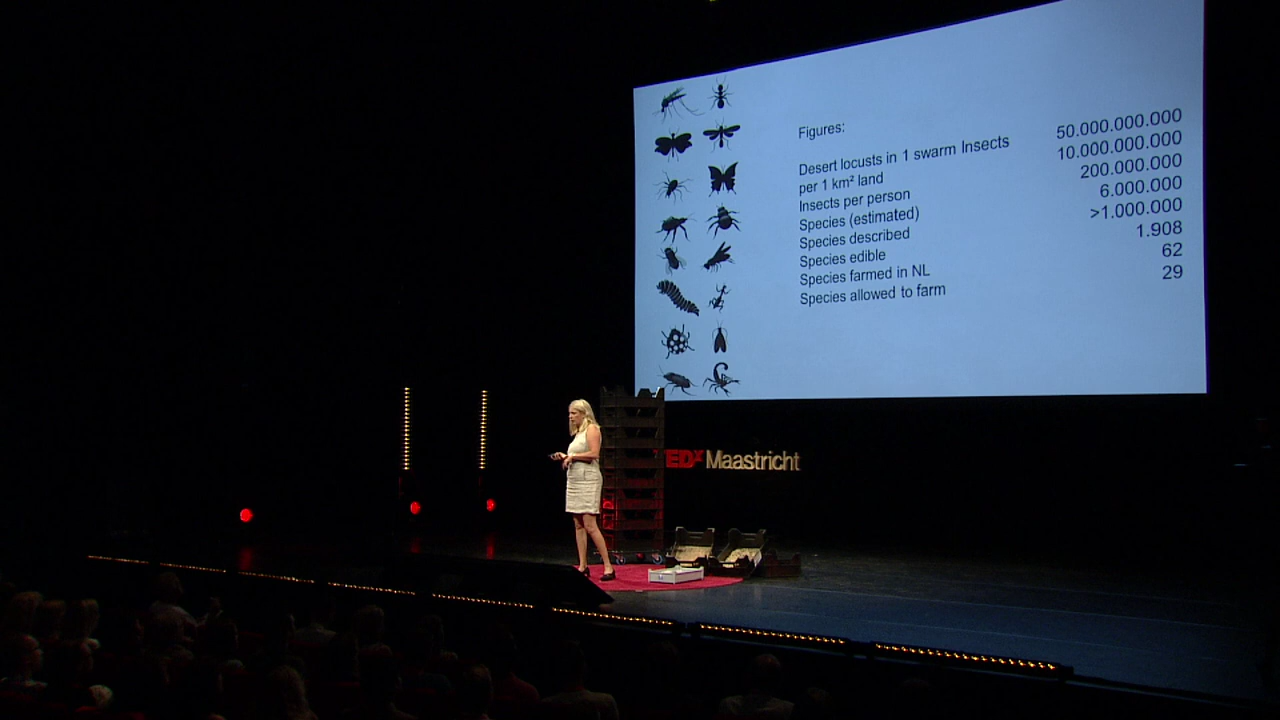 Figures:
Desert locusts in 1 swarm Insects
per 1 km² land
Insects per person
Species (estimated)
Species described
Species edible
Species farmed in NL
Species allowed to farm
50.000.000.000
10.000.000.000
200.000.000
6.000.000
>1.000.000
1.908
62
29
TEDx Maastricht